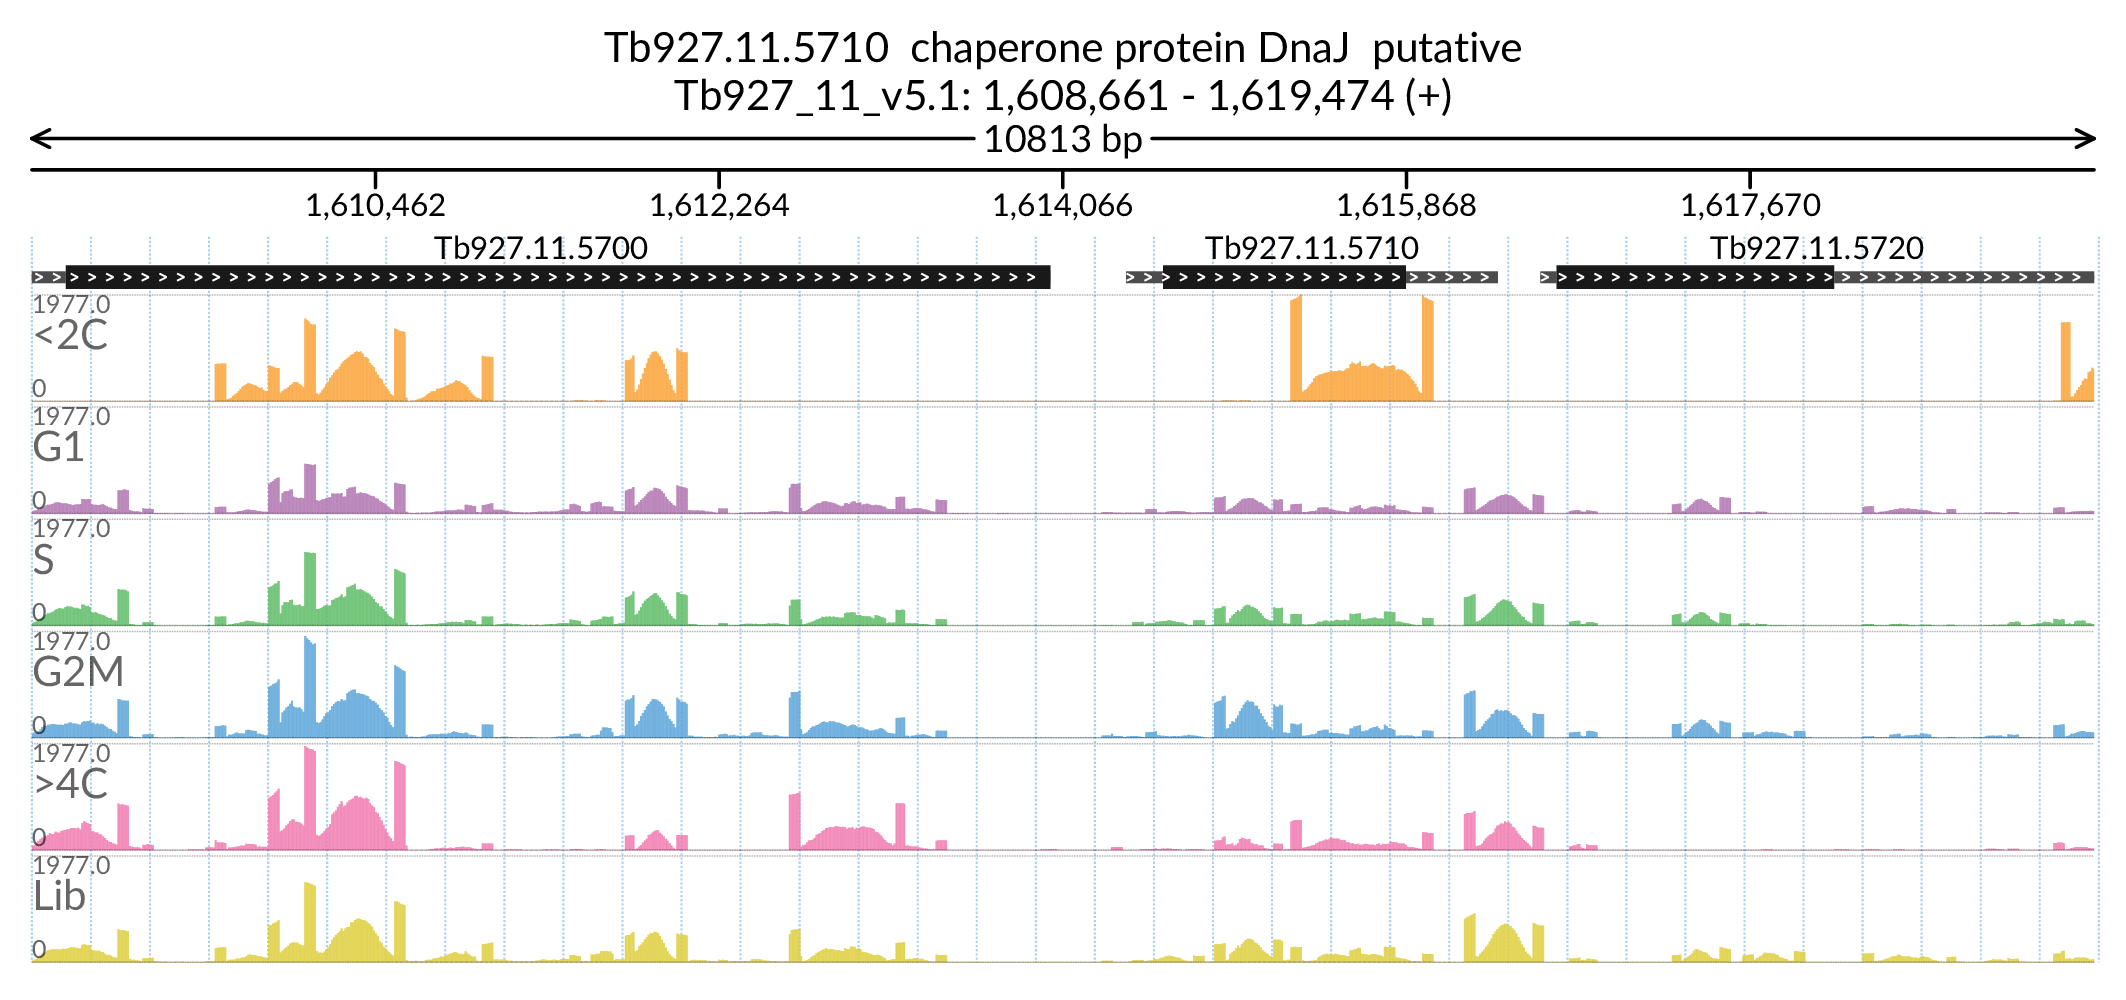 Tb927.11.5710 chaperone protein DnaJ putative
Tb927_11_v5.1: 1,608,661 - 1,619,474 (+)
10813 bp
1,610,462 1,612,264 1,614,066 1,615,868 1,617,670
Tb927.11.5700 Tb927.11.5710 Tb927.11.5720
1977.0
<2C
0
1977.0
G1
0
1977.0
S
0
1977.0
G2M
0
1977.0
>4C
0
1977.0
Lib
0